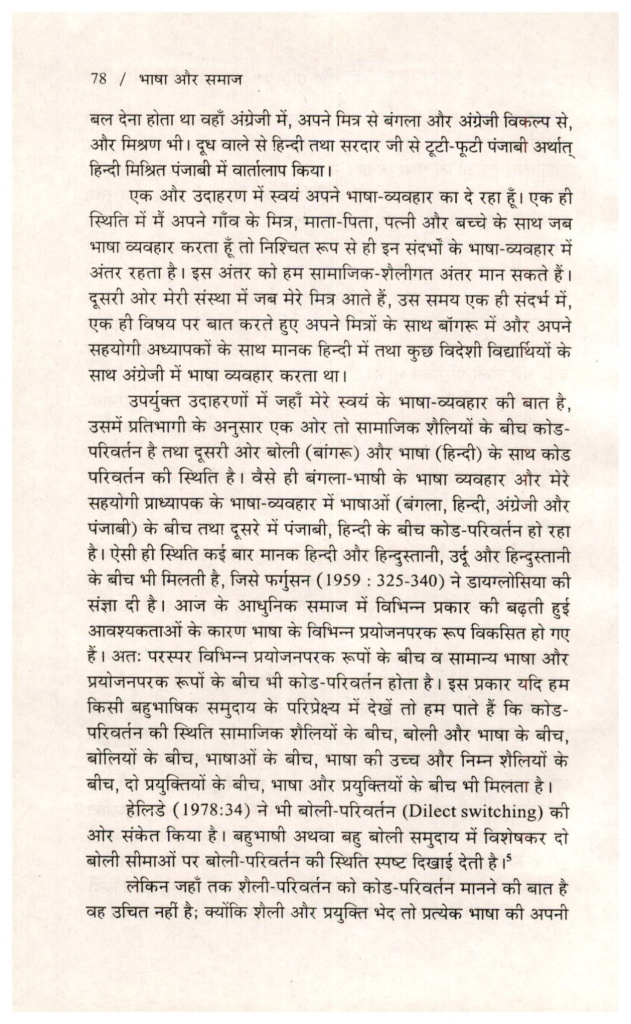 78 / भाषा और समाज
बल देना होता था वहाँ अंग्रेजी में, अपने मित्र से बंगला और अंग्रेजी विकल्प से,
और मिश्रण भी। दूध वाले से हिन्दी तथा सरदार जी से टूटी-फूटी पंजाबी अर्थात्
हिन्दी मिश्रित पंजाबी में वार्तालाप किया।
एक और उदाहरण में स्वयं अपने भाषा-व्यवहार का दे रहा हूँ। एक ही
स्थिति में मैं अपने गाँव के मित्र, माता-पिता, पत्नी और बच्चे के साथ जब
भाषा व्यवहार करता हूँ तो निश्चित रूप से ही इन संदर्भों के भाषा-व्यवहार में
अंतर रहता है। इस अंतर को हम सामाजिक-शैलीगत अंतर मान सकते हैं।
दूसरी ओर मेरी संस्था में जब मेरे मित्र आते हैं, उस समय एक ही संदर्भ में,
एक ही विषय पर बात करते हुए अपने मित्रों के साथ बॉगरू में और अपने
सहयोगी अध्यापकों के साथ मानक हिन्दी में तथा कुछ विदेशी विद्यार्थियों के
साथ अंग्रेजी में भाषा व्यवहार करता था।
उपर्युक्त उदाहरणों में जहाँ मेरे स्वयं के भाषा-व्यवहार की बात है,
उसमें प्रतिभागी के अनुसार एक ओर तो सामाजिक शैलियों के बीच कोड-
परिवर्तन है तथा दूसरी ओर बोली (बांगरू) और भाषा (हिन्दी) के साथ कोड
परिवर्तन की स्थिति है। वैसे ही बंगला-भाषी के भाषा व्यवहार और मेरे
सहयोगी प्राध्यापक के भाषा-व्यवहार में भाषाओं (बंगला, हिन्दी, अंग्रेजी और
पंजाबी) के बीच तथा दूसरे में पंजाबी, हिन्दी के बीच कोड-परिवर्तन हो रहा
है। ऐसी ही स्थिति कई बार मानक हिन्दी और हिन्दुस्तानी, उर्दू और हिन्दुस्तानी
के बीच भी मिलती है, जिसे फर्गुसन (1959 : 325-340) ने डायग्लोसिया की
संज्ञा दी है। आज के आधुनिक समाज में विभिन्न प्रकार की बढ़ती हुई
आवश्यकताओं के कारण भाषा के विभिन्न प्रयोजनपरक रूप विकसित हो गए
हैं। अतः परस्पर विभिन्न प्रयोजनपरक रूपों के बीच व सामान्य भाषा और
प्रयोजनपरक रूपों के बीच भी कोड-परिवर्तन होता है। इस प्रकार यदि हम
किसी बहुभाषिक समुदाय के परिप्रेक्ष्य में देखें तो हम पाते हैं कि कोड-
परिवर्तन की स्थिति सामाजिक शैलियों के बीच, बोली और भाषा के बीच,
बोलियों के बीच, भाषाओं के बीच, भाषा की उच्च और निम्न शैलियों के
बीच, दो प्रयुक्तियों के बीच, भाषा और प्रयुक्तियों के बीच भी मिलता है।
हेलिडे (1978:34) ने भी बोली-परिवर्तन (Dilect switching) की
ओर संकेत किया है। बहुभाषी अथवा बहु बोली समुदाय में विशेषकर दो
बोली सीमाओं पर बोली-परिवर्तन की स्थिति स्पष्ट दिखाई देती है।⁵
लेकिन जहाँ तक शैली-परिवर्तन को कोड-परिवर्तन मानने की बात है
वह उचित नहीं है; क्योंकि शैली और प्रयुक्ति भेद तो प्रत्येक भाषा की अपनी